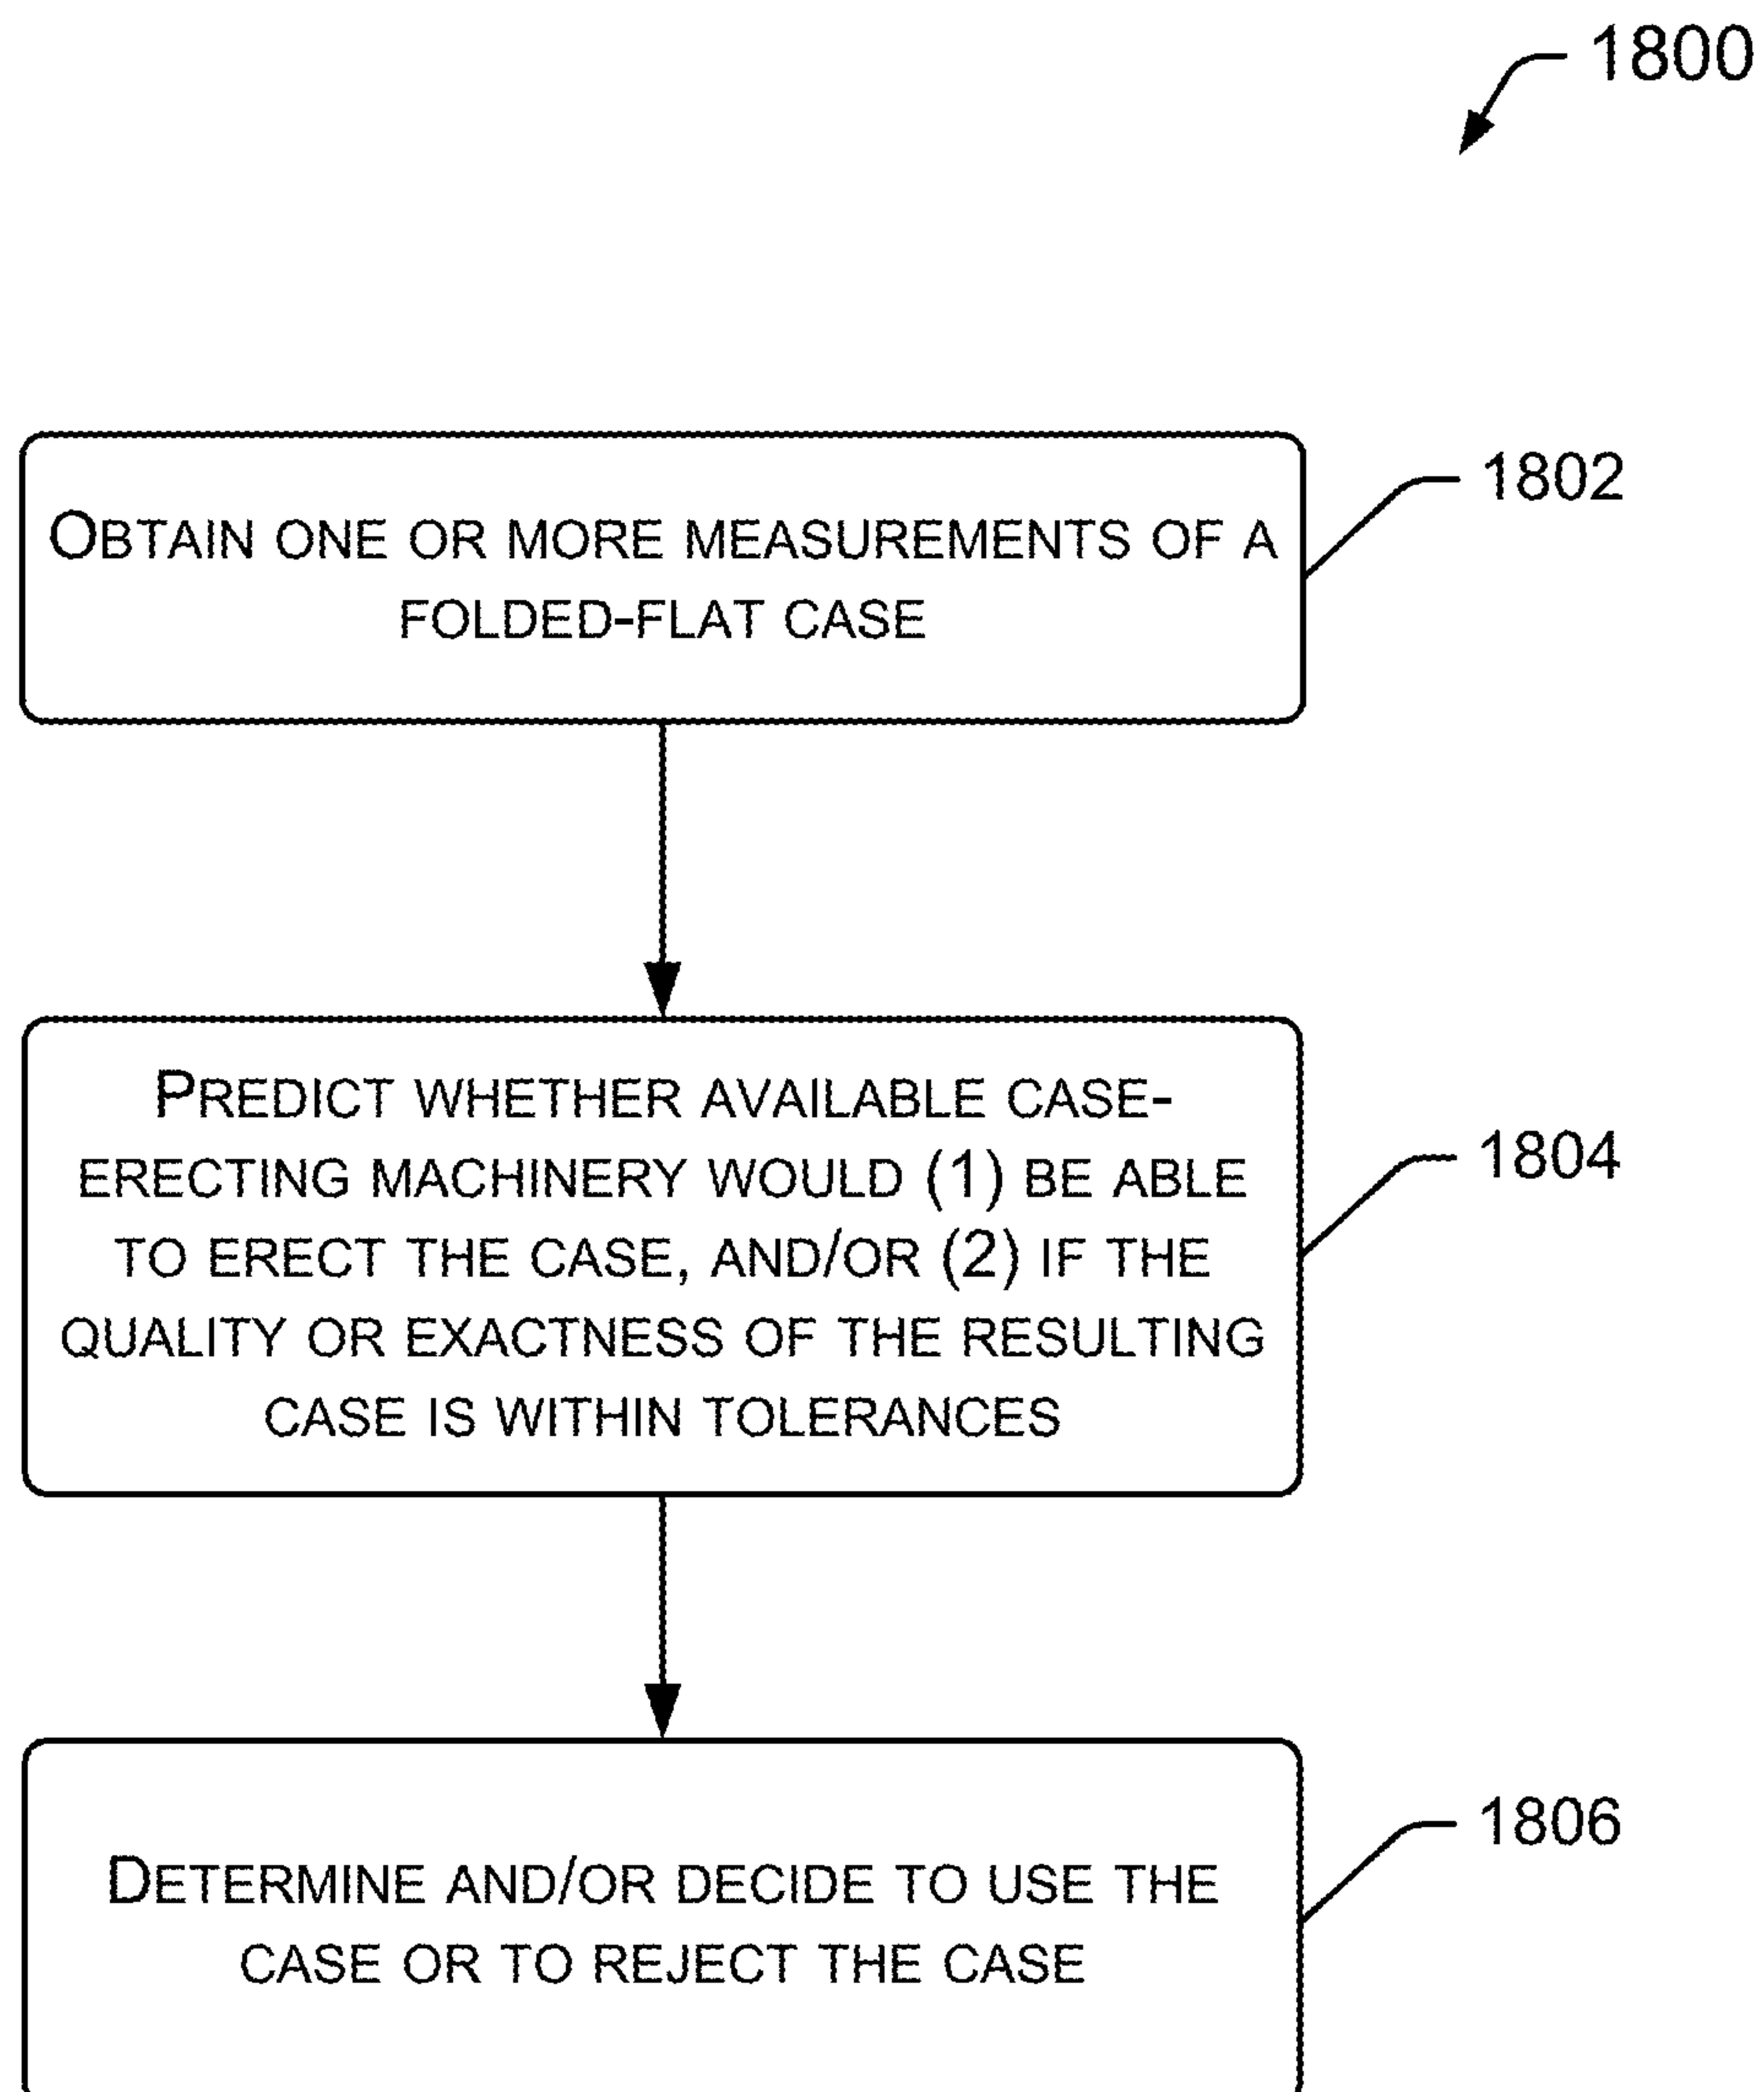 1800
OBTAIN ONE OR MORE MEASUREMENTS OF A
1802
FOLDED-FLAT CASE
PREDICT WHETHER AVAILABLE CASE-
ERECTING MACHINERY WOULD (1) BE ABLE
1804
TO ERECT THE CASE, AND/OR (2) IF THE
QUALITY OR EXACTNESS OF THE RESULTING
CASE IS WITHIN TOLERANCES
DETERMINE AND/OR DECIDE TO USE THE
1806
CASE OR TO REJECT THE CASE